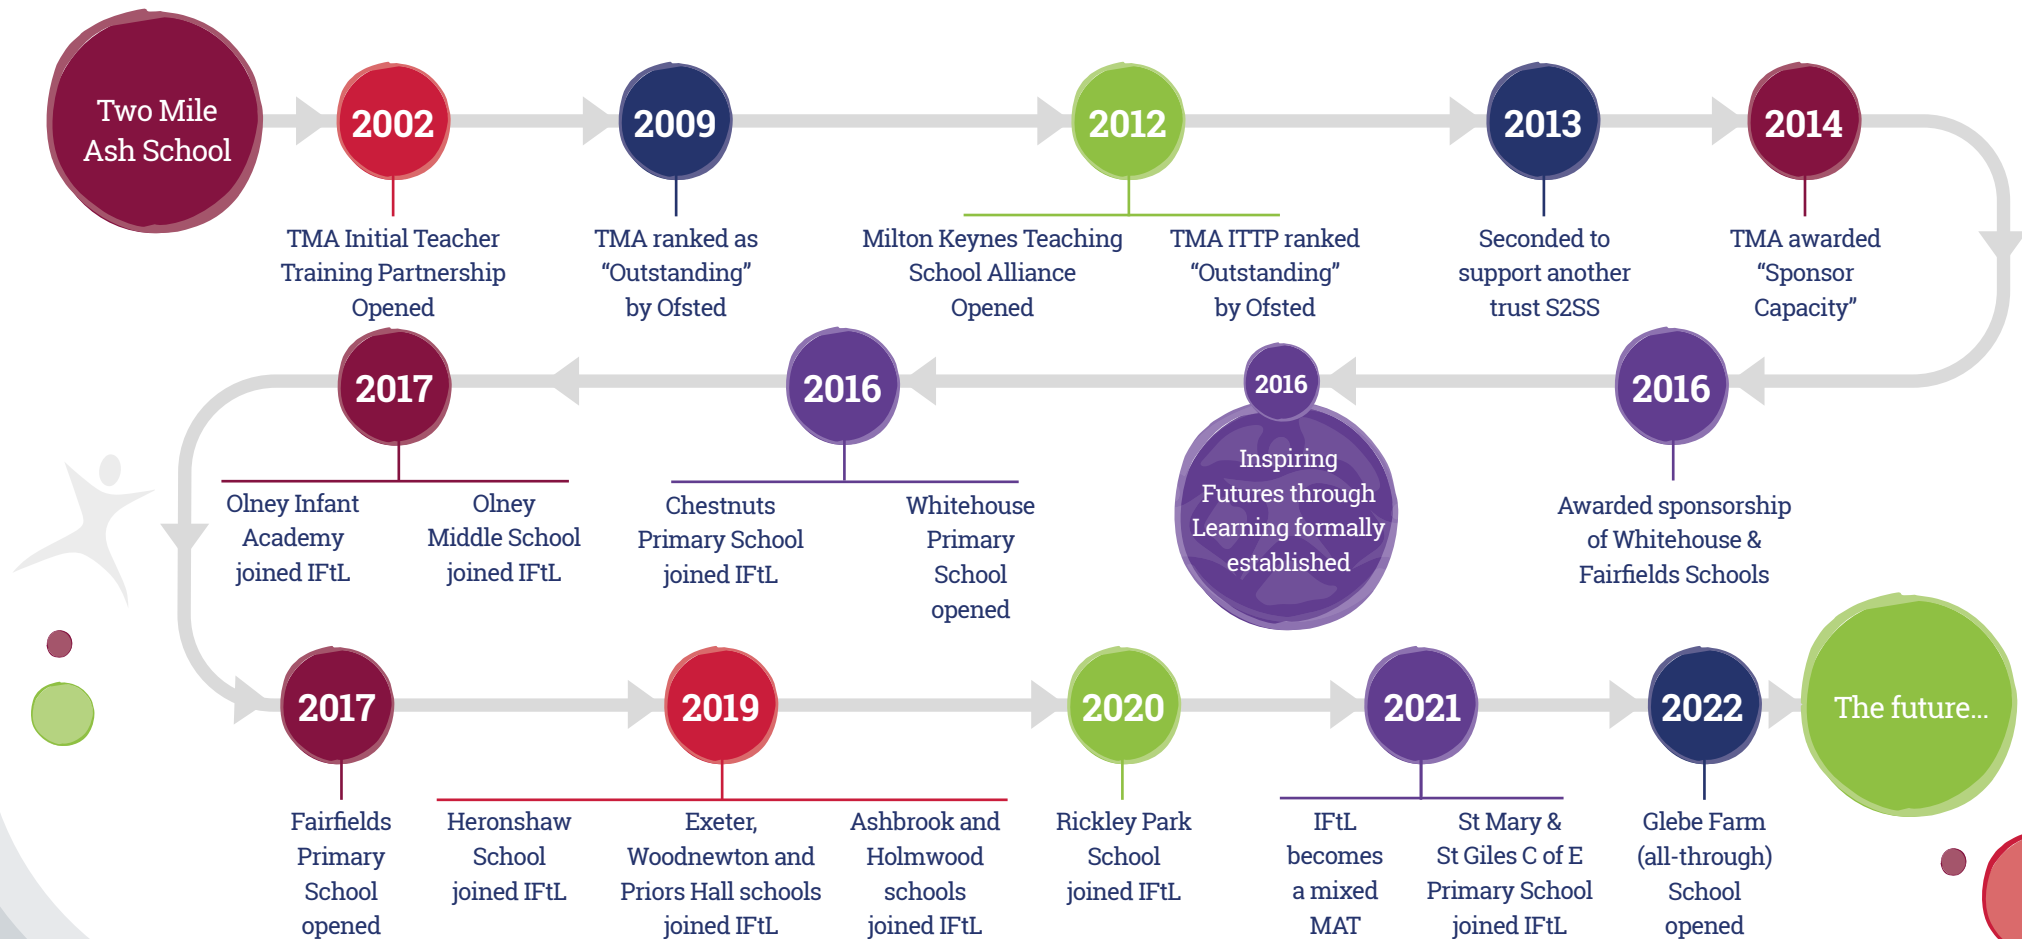 Two Mile
Ash School
2002
TMA Initial Teacher
Training Partnership
Opened
2009
TMA ranked as
“Outstanding”
by Ofsted
2012
Milton Keynes Teaching
School Alliance
Opened
TMA ITTP ranked
“Outstanding”
by Ofsted
2013
Seconded to
support another
trust S2SS
2014
TMA awarded
“Sponsor
Capacity”
2016
Awarded sponsorship
of Whitehouse &
Fairfields Schools
2016
Inspiring
Futures through
Learning formally
established
2016
Chestnuts
Primary School
joined IFtL
Whitehouse
Primary
School
opened
2017
Olney Infant
Academy
joined IFtL
Olney
Middle School
joined IFtL
2017
Fairfields
Primary
School
opened
2019
Heronshaw
School
joined IFtL
Exeter,
Woodnewton and
Priors Hall schools
joined IFtL
Ashbrook and
Holmwood
schools
joined IFtL
2020
Rickley Park
School
joined IFtL
2021
IFtL
becomes
a mixed
MAT
St Mary &
St Giles C of E
Primary School
joined IFtL
2022
Glebe Farm
(all-through)
School
opened
The future...